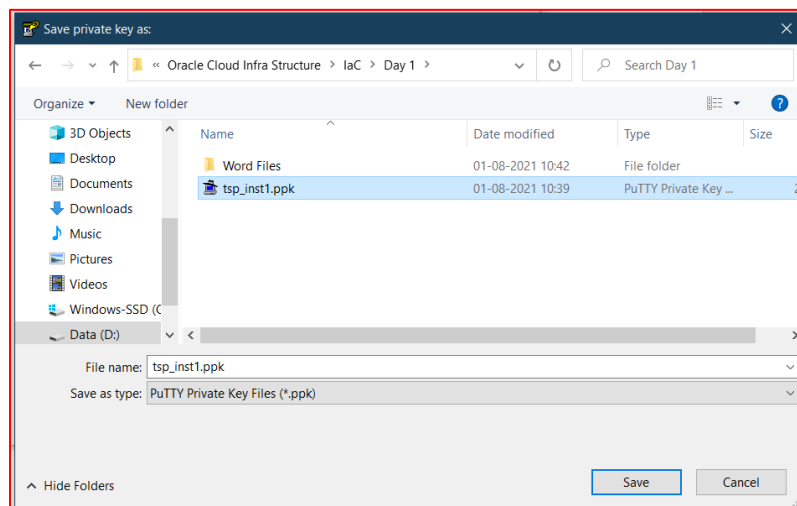 Save private key as:
« Oracle Cloud Infra Structure > IaC > Day 1 >
Search Day 1
Organize
New folder
Name Date modified Type Size
3D Objects
Desktop
Documents
Downloads
Music
Pictures
Videos
Windows-SSD (C
Data (D:)
Word Files 01-08-2021 10:42 File folder
tsp_inst1.ppk 01-08-2021 10:39 PuTTY Private Key ...
File name: tsp_inst1.ppk
Save as type: PuTTY Private Key Files (*.ppk)
Hide Folders
Save
Cancel